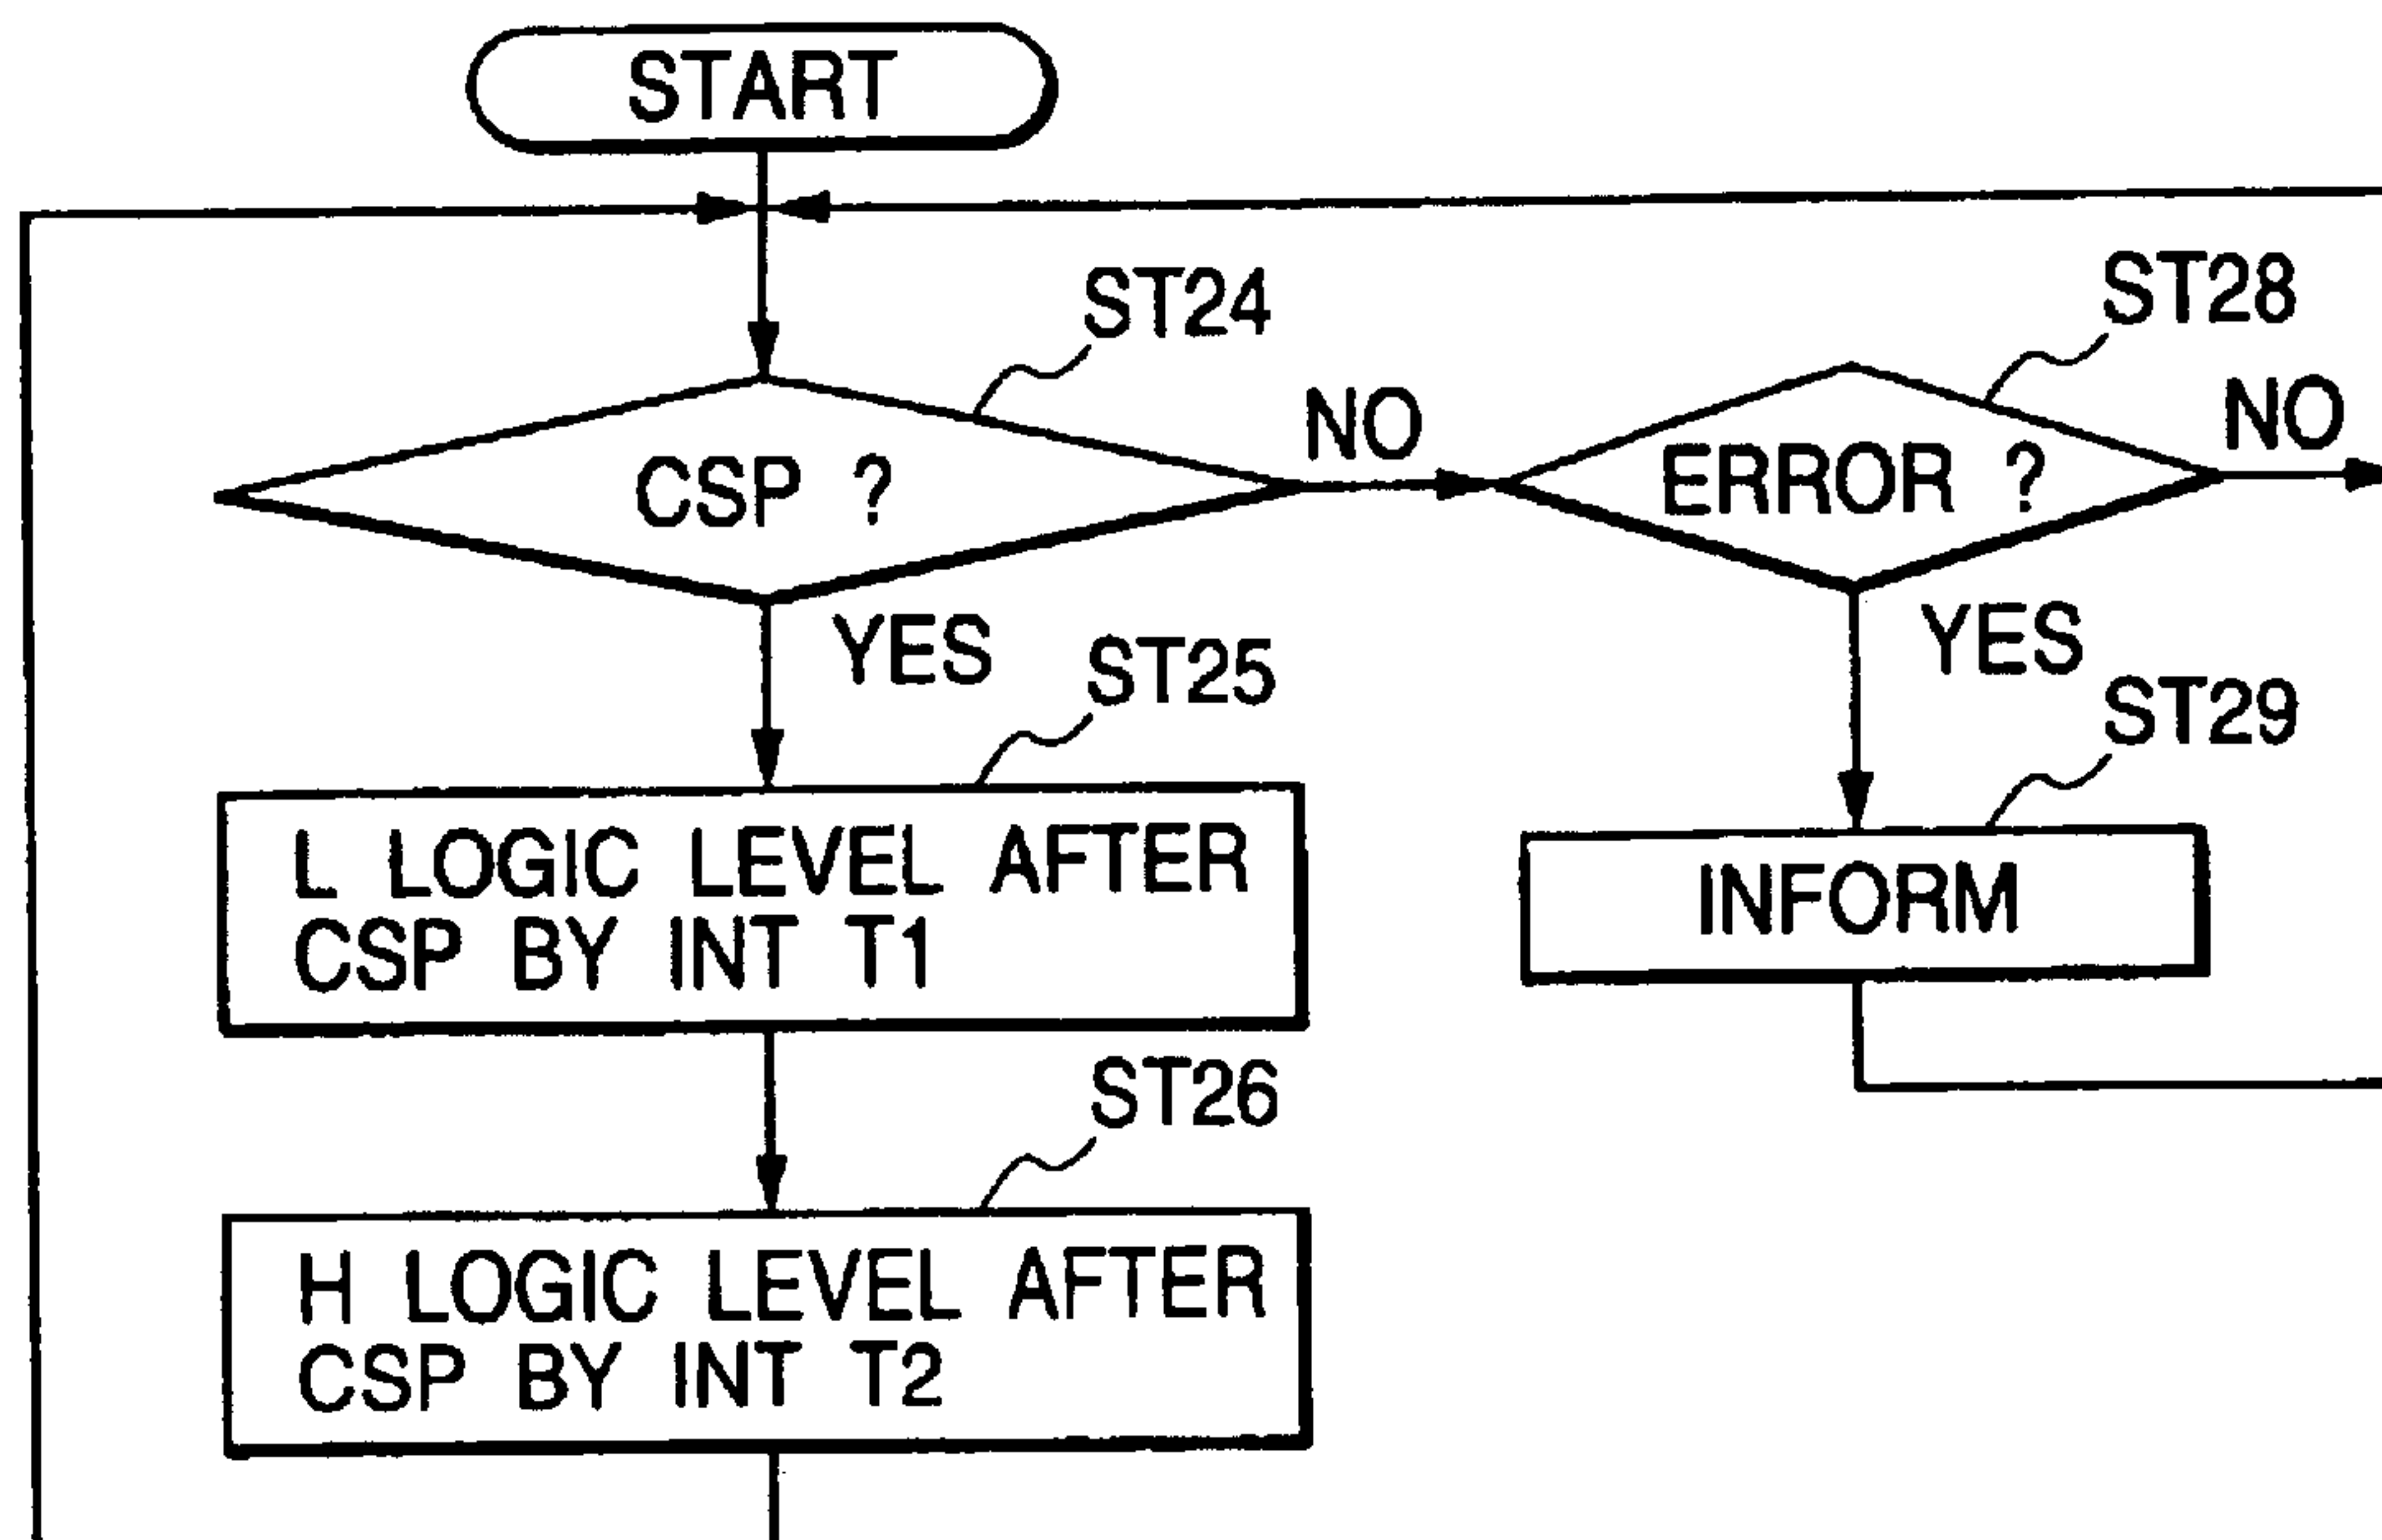 START
ST24
ST28
CSP ?
NO
ERROR ?
NO
YES
ST25
YES
ST29
L LOGIC LEVEL AFTER
CSP BY INT T1
INFORM
ST26
H LOGIC LEVEL AFTER
CSP BY INT T2